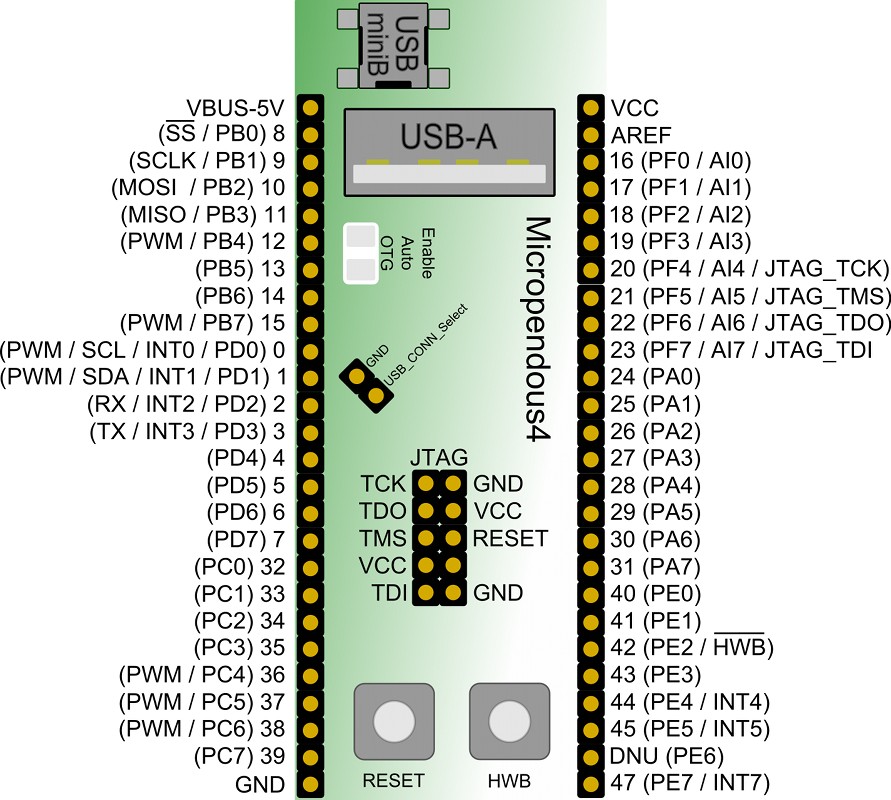 USB
miniB
USB-A
VBUS-5V
(SS / PB0) 8
(SCLK / PB1) 9
(MOSI / PB2) 10
(MISO / PB3) 11
(PWM / PB4) 12
(PB5) 13
(PB6) 14
(PWM / PB7) 15
(PWM / SCL / INT0 / PD0) 0
(PWM / SDA / INT1 / PD1) 1
(RX / INT2 / PD2) 2
(TX / INT3 / PD3) 3
(PD4) 4
(PD5) 5
(PD6) 6
(PD7) 7
(PC0) 32
(PC1) 33
(PC2) 34
(PC3) 35
(PWM / PC4) 36
(PWM / PC5) 37
(PWM / PC6) 38
(PC7) 39
GND
Enable
Auto
OTG
Micropendous4
GND
USB_CONN_Select
JTAG
TCK GND
TDO VCC
TMS RESET
VCC
TDI GND
RESET
HWB
VCC
AREF
16 (PF0 / AI0)
17 (PF1 / AI1)
18 (PF2 / AI2)
19 (PF3 / AI3)
20 (PF4 / AI4 / JTAG_TCK)
21 (PF5 / AI5 / JTAG_TMS)
22 (PF6 / AI6 / JTAG_TDO)
23 (PF7 / AI7 / JTAG_TDI
24 (PA0)
25 (PA1)
26 (PA2)
27 (PA3)
28 (PA4)
29 (PA5)
30 (PA6)
31 (PA7)
40 (PE0)
41 (PE1)
42 (PE2 / HWB)
43 (PE3)
44 (PE4 / INT4)
45 (PE5 / INT5)
DNU (PE6)
47 (PE7 / INT7)